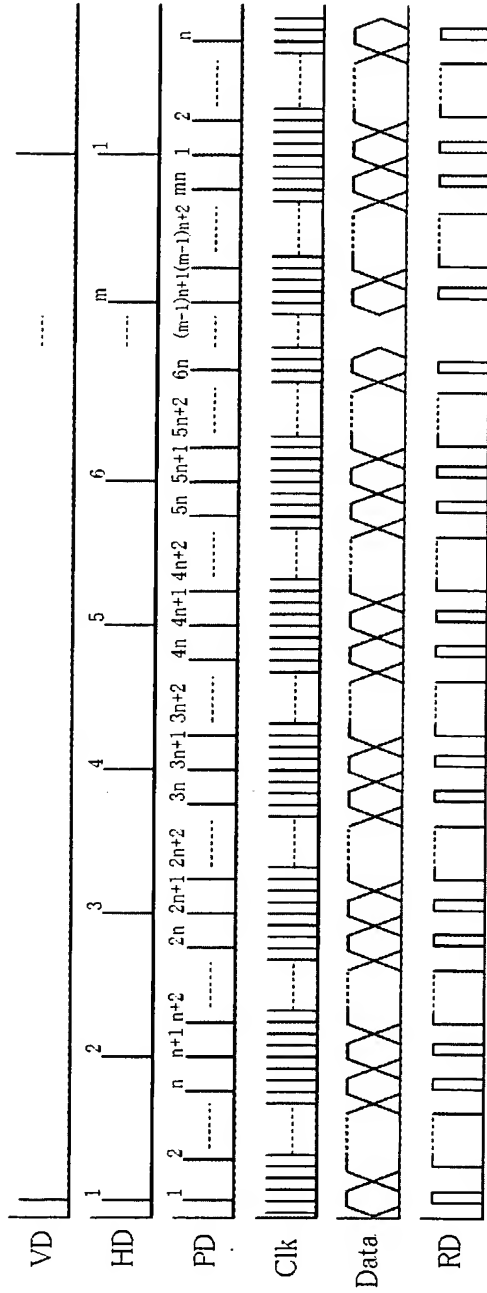 VD
HD 1 2 3 4 5 6 m 1
PD 1 2 n n+1 n+2 2n 2n+1 2n+2 3n 3n+1 3n+2 4n 4n+1 4n+2 5n 5n+1 5n+2 6n (m-1)n+1 (m-1)n+2 mn 1 2 n
Clk
Data
RD